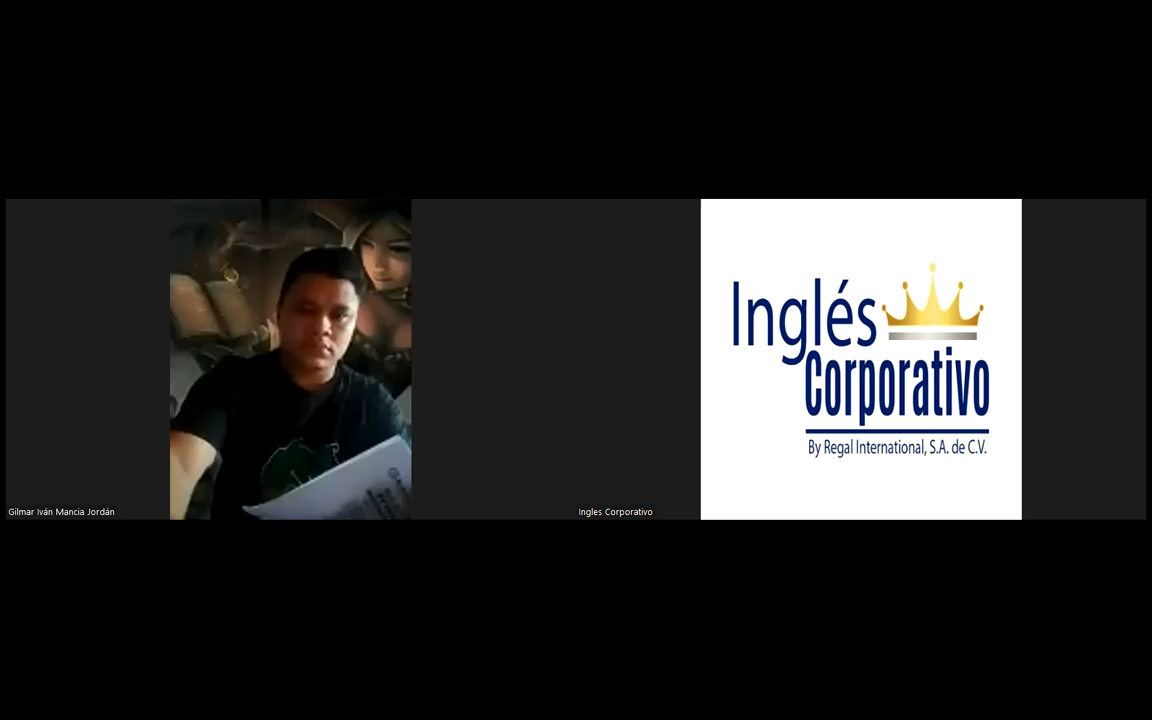 Inglés
Corporativo
By Regal International, S.A. de C.V.
Gilmar Iván Mancia Jordán
Ingles Corporativo